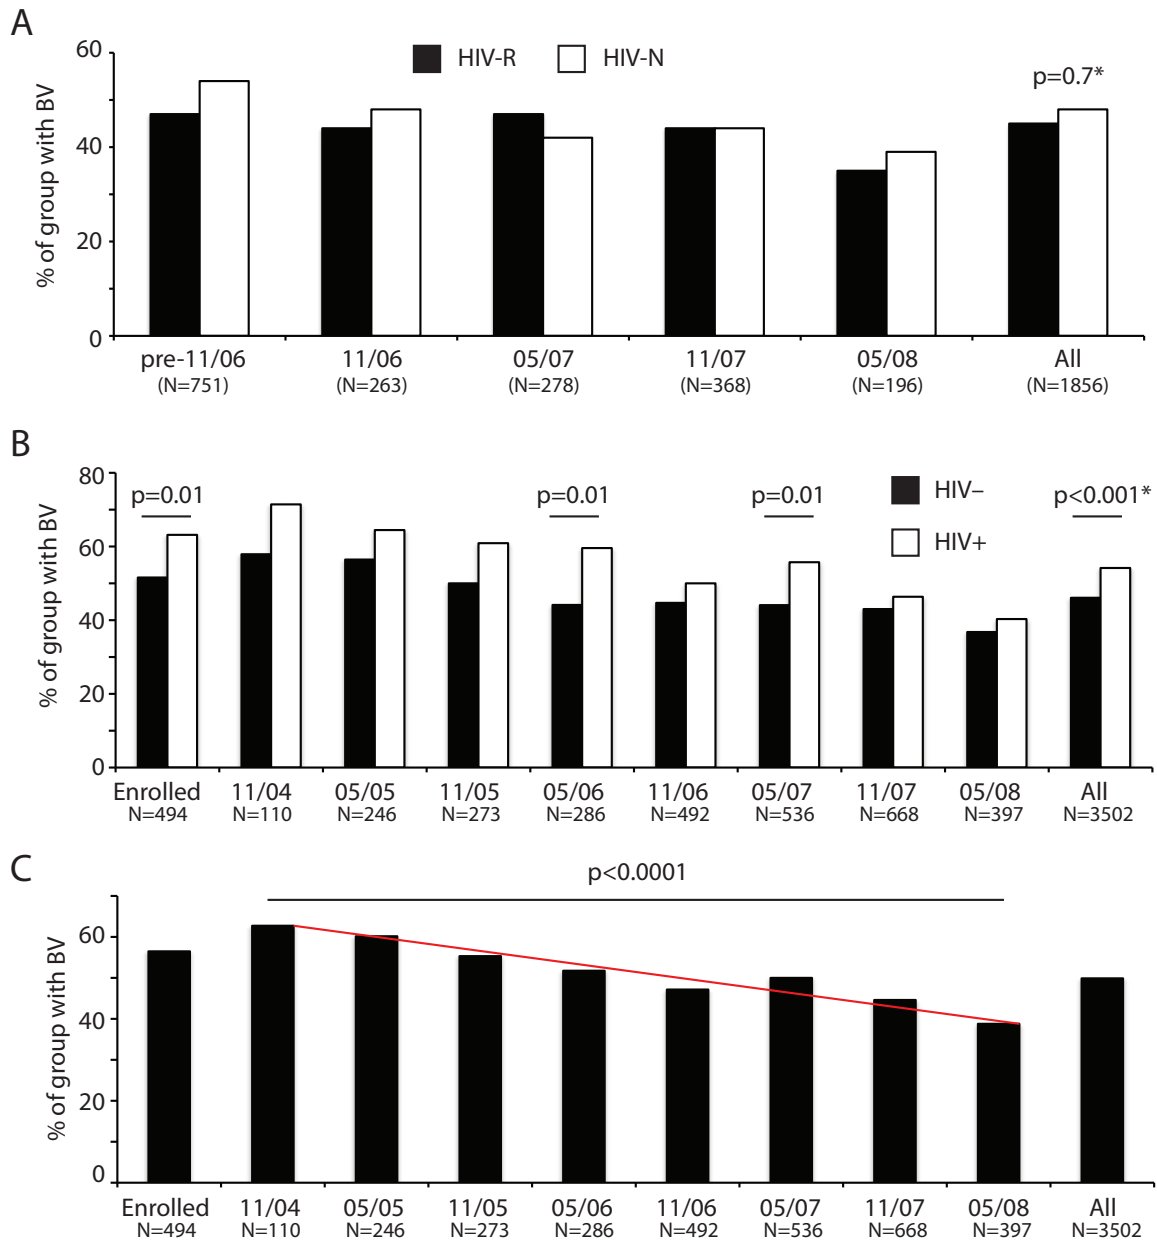 A
% of group with BV
60
40
20
0
HIV-R
HIV-N
p=0.7*
pre-11/06 11/06 05/07 11/07 05/08 All
(N=751) (N=263) (N=278) (N=368) (N=196) (N=1856)
B
% of group with BV
80
60
40
20
0
p=0.01 p=0.01 p=0.01 p<0.001*
HIV–
HIV+
Enrolled 11/04 05/05 11/05 05/06 11/06 05/07 11/07 05/08 All
N=494 N=110 N=246 N=273 N=286 N=492 N=536 N=668 N=397 N=3502
C
% of group with BV
60
40
20
0
p<0.0001
Enrolled 11/04 05/05 11/05 05/06 11/06 05/07 11/07 05/08 All
N=494 N=110 N=246 N=273 N=286 N=492 N=536 N=668 N=397 N=3502